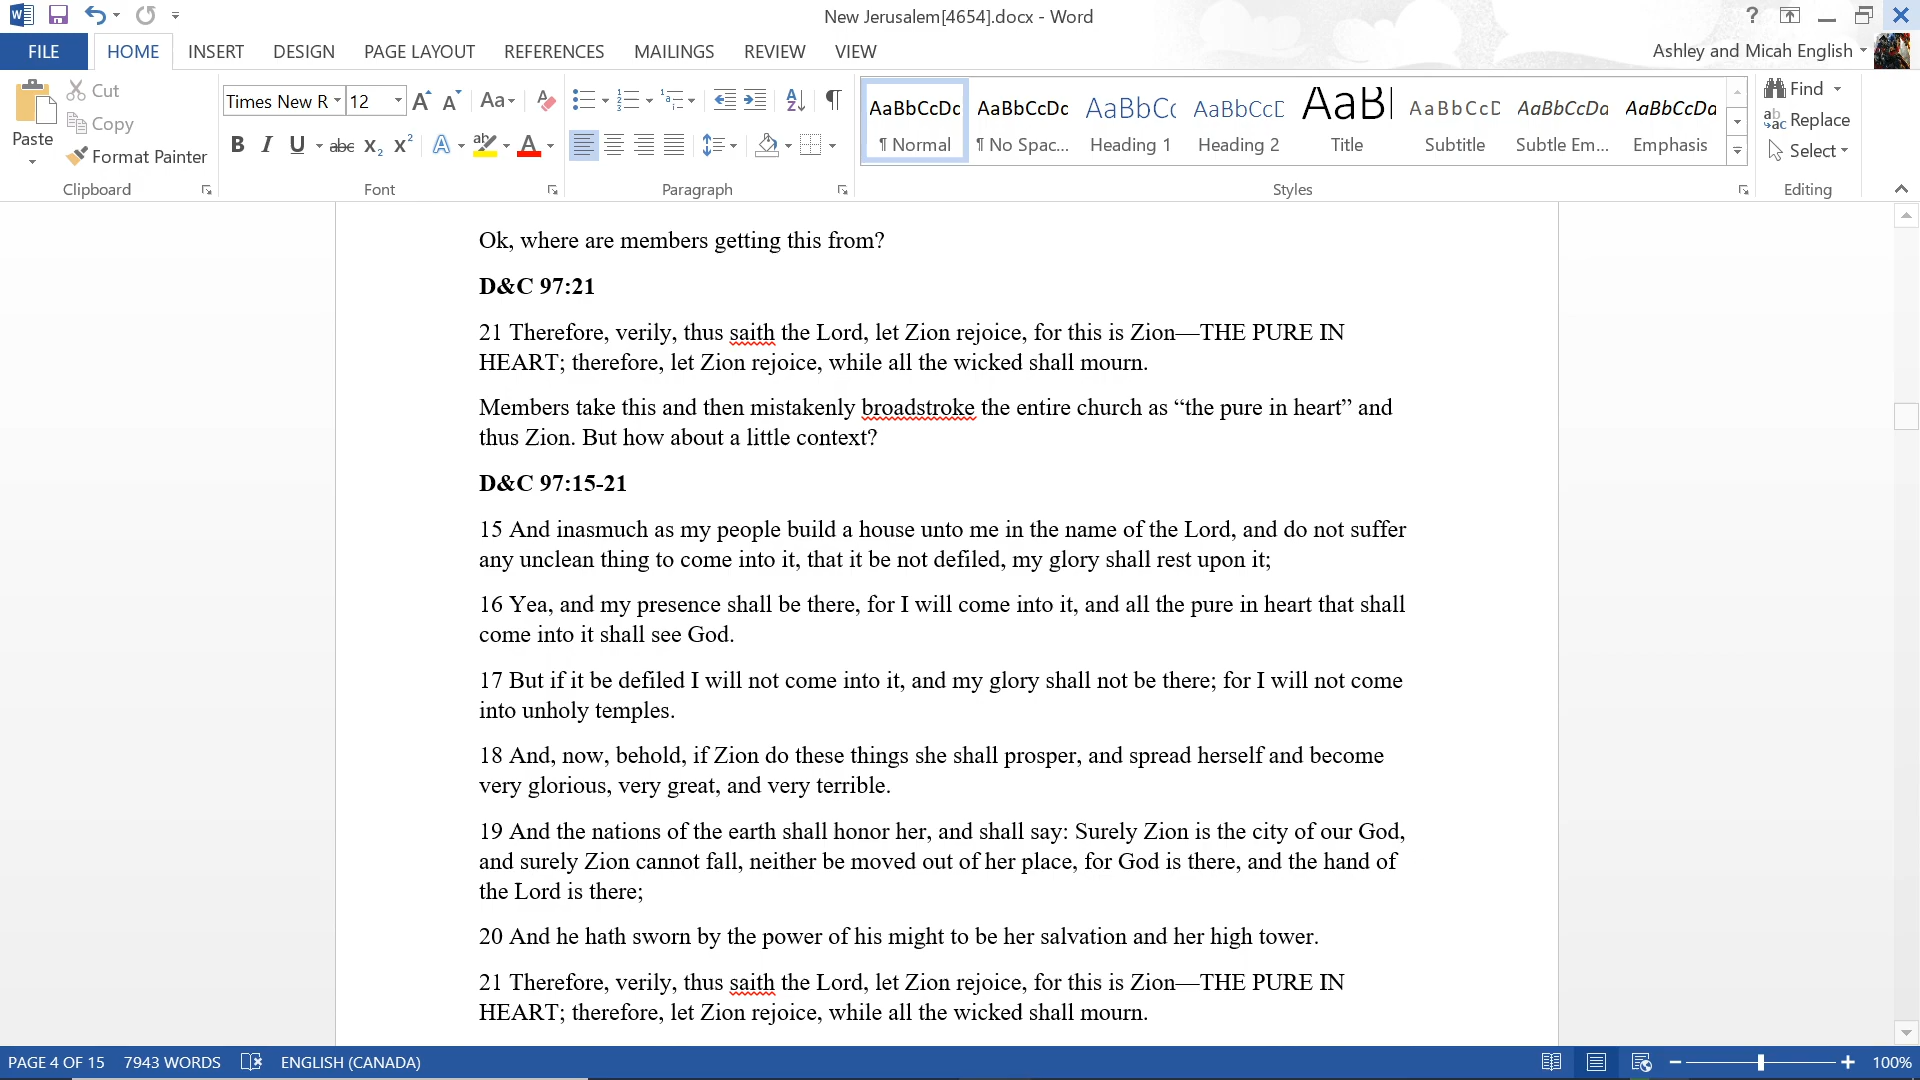 New Jerusalem[4654].docx - Word
?
FILE HOME INSERT DESIGN PAGE LAYOUT REFERENCES MAILINGS REVIEW VIEW
Ashley and Micah English
Paste
Cut
Copy
Format Painter
Clipboard
Times New R 12
Font
Paragraph
AaBbCcDc AaBbCcDc AaBbCc AaBbCcD AaBl AaBbCcD AaBbCcDa AaBbCcDa
¶ Normal ¶ No Spac... Heading 1 Heading 2 Title Subtitle Subtle Em... Emphasis
Styles
Find
Replace
Select
Editing
Ok, where are members getting this from?
D&C 97:21
21 Therefore, verily, thus saith the Lord, let Zion rejoice, for this is Zion—THE PURE IN
HEART; therefore, let Zion rejoice, while all the wicked shall mourn.
Members take this and then mistakenly broadstroke the entire church as “the pure in heart” and
thus Zion. But how about a little context?
D&C 97:15-21
15 And inasmuch as my people build a house unto me in the name of the Lord, and do not suffer
any unclean thing to come into it, that it be not defiled, my glory shall rest upon it;
16 Yea, and my presence shall be there, for I will come into it, and all the pure in heart that shall
come into it shall see God.
17 But if it be defiled I will not come into it, and my glory shall not be there; for I will not come
into unholy temples.
18 And, now, behold, if Zion do these things she shall prosper, and spread herself and become
very glorious, very great, and very terrible.
19 And the nations of the earth shall honor her, and shall say: Surely Zion is the city of our God,
and surely Zion cannot fall, neither be moved out of her place, for God is there, and the hand of
the Lord is there;
20 And he hath sworn by the power of his might to be her salvation and her high tower.
21 Therefore, verily, thus saith the Lord, let Zion rejoice, for this is Zion—THE PURE IN
HEART; therefore, let Zion rejoice, while all the wicked shall mourn.
PAGE 4 OF 15 7943 WORDS ENGLISH (CANADA) 100%